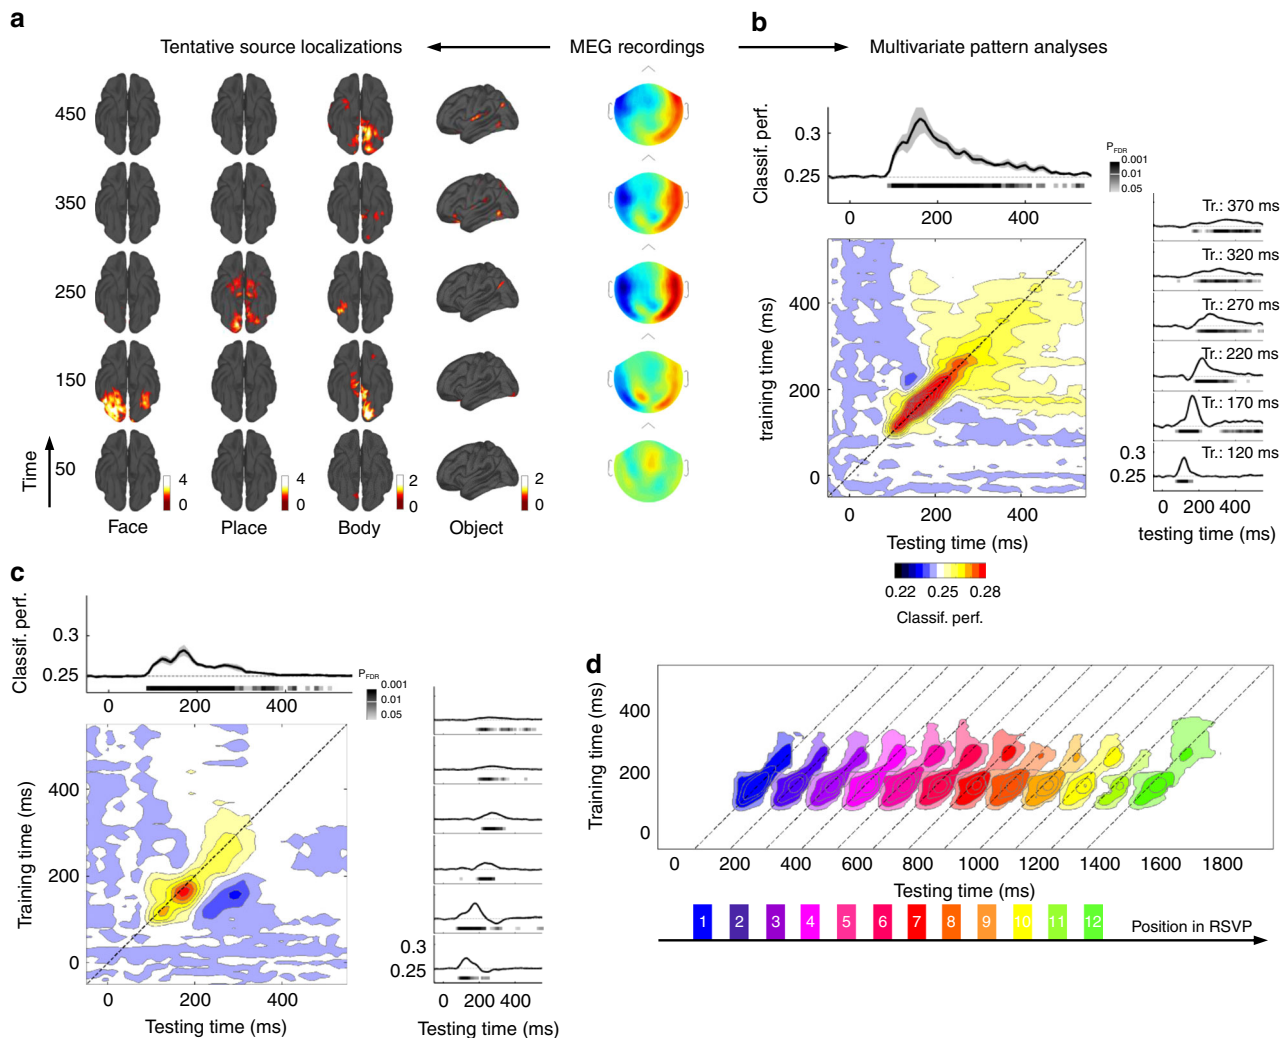 a
Tentative source localizations
MEG recordings
Multivariate pattern analyses
450
350
250
150
50
Time
4
0
4
0
2
0
2
0
Face
Place
Body
Object
b
Classif. perf.
0.3
0.25
0
200
400
PFDR
0.001
0.01
0.05
training time (ms)
400
200
0
0
200
400
Testing time (ms)
0.22
0.25
0.28
Classif. perf.
Tr.: 370 ms
Tr.: 320 ms
Tr.: 270 ms
Tr.: 220 ms
Tr.: 170 ms
Tr.: 120 ms
0.3
0.25
0
200
400
testing time (ms)
c
Classif. perf.
0.3
0.25
0
200
400
PFDR
0.001
0.01
0.05
Training time (ms)
400
200
0
0
200
400
Testing time (ms)
0.3
0.25
0
200
400
Testing time (ms)
d
Training time (ms)
400
200
0
0
200
400
600
800
1000
1200
1400
1600
1800
Testing time (ms)
1
2
3
4
5
6
7
8
9
10
11
12
Position in RSVP